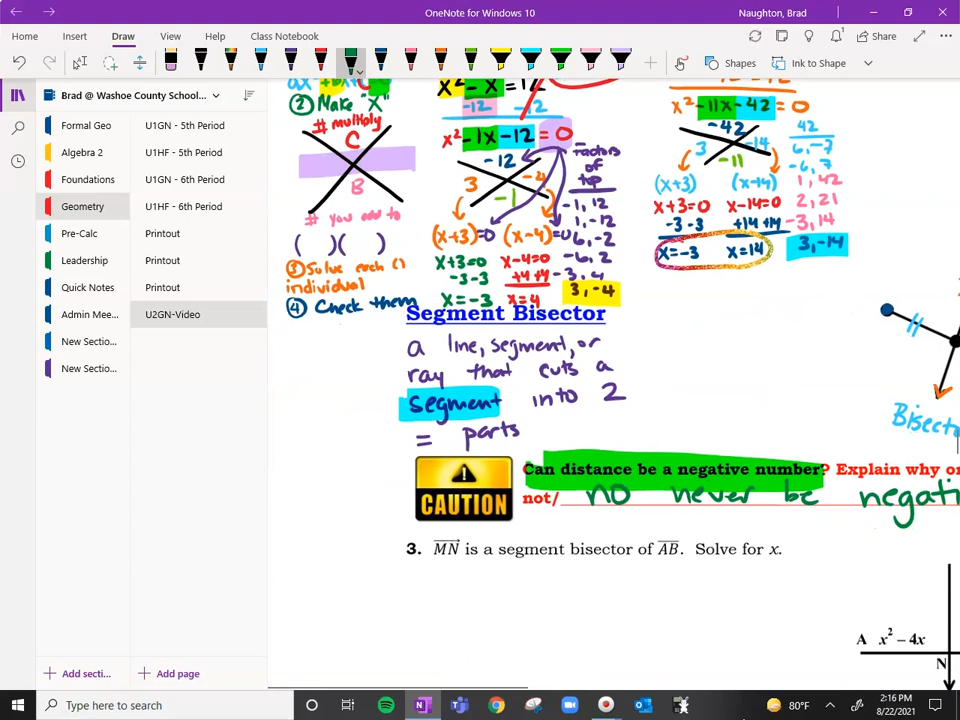 OneNote for Windows 10
Naughton, Brad
Home Insert Draw View Help Class Notebook
Share
Shapes
Ink to Shape
Brad @ Washoe County School...
Formal Geo
Algebra 2
Foundations
Geometry
Pre-Calc
Leadership
Quick Notes
Admin Mee...
New Sectio...
New Sectio...
Add secti...
U1GN - 5th Period
U1HF - 5th Period
U1GN - 6th Period
U1HF - 6th Period
Printout
Printout
Printout
U2GN-Video
Add page
② Make "X"
# multiply
C
B
# you add to
( )( )
③ Solve each ()
individual
④ Check them
x² - x = 12
-12 -12
x² -1x -12 = 0
-12
3 -4
-1
(x+3)=0 (x-4)=0
x+3=0 x-4=0
-3 -3 +4 +4
x=-3 x=4
factors
of
top
-1, 12
1, -12
6, -2
-6, 2
-3, 4
3, -4
x² -11x -42 = 0
-42
3 -14
-11
(x+3) (x-14)
x+3=0 x-14=0
-3 -3 +14 +14
x=-3 x=14
42
6, -7
-6, 7
1, 42
2, 21
-3, 14
3, -14
Segment Bisector
a line, segment, or
ray that cuts a
segment into 2
= parts
Bisecto
CAUTION
Can distance be a negative number? Explain why or
not/ no never be negati
3. MN is a segment bisector of AB. Solve for x.
A x² – 4x
N
Type here to search
80°F
2:16 PM
8/22/2021